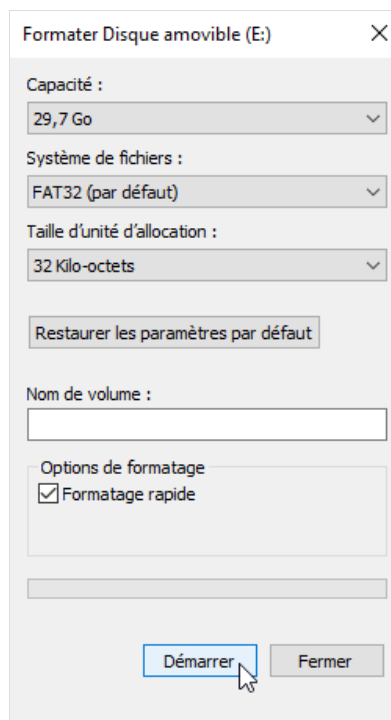 Formater Disque amovible (E:)
Capacité :
29,7 Go
Système de fichiers :
FAT32 (par défaut)
Taille d’unité d’allocation :
32 Kilo-octets
Restaurer les paramètres par défaut
Nom de volume :
Options de formatage
Formatage rapide
Démarrer
Fermer